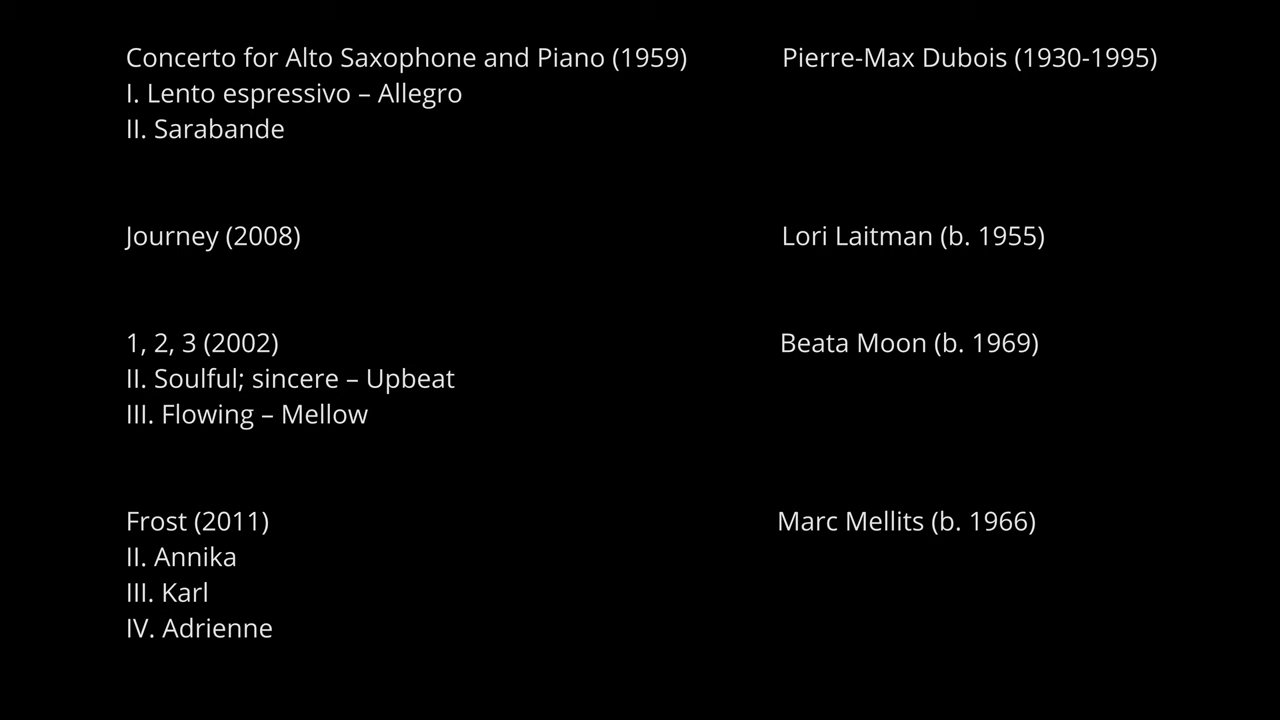 Concerto for Alto Saxophone and Piano (1959) Pierre-Max Dubois (1930-1995)
I. Lento espressivo – Allegro
II. Sarabande
Journey (2008) Lori Laitman (b. 1955)
1, 2, 3 (2002) Beata Moon (b. 1969)
II. Soulful; sincere – Upbeat
III. Flowing – Mellow
Frost (2011) Marc Mellits (b. 1966)
II. Annika
III. Karl
IV. Adrienne